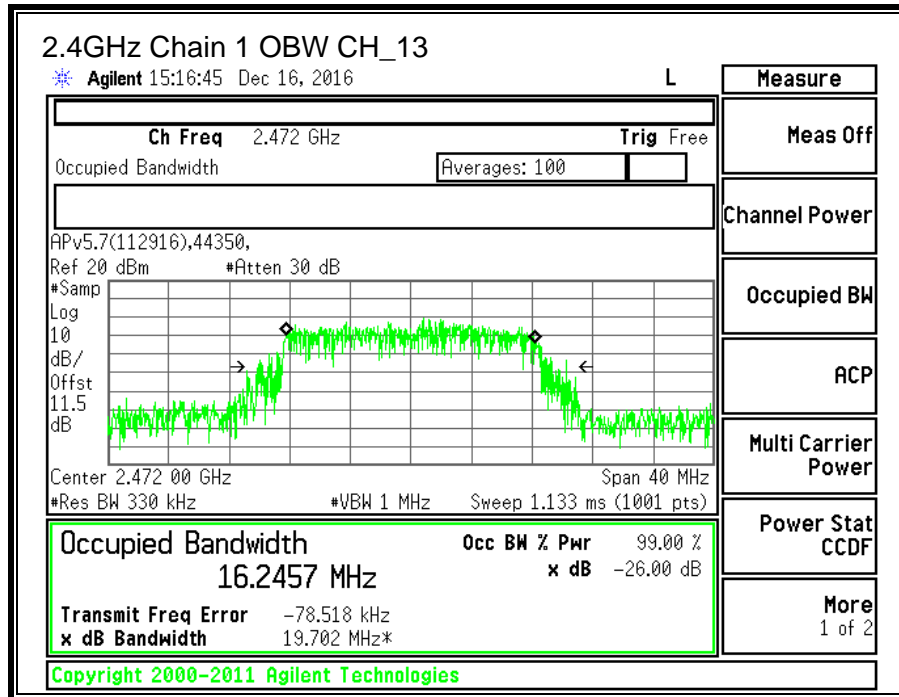 2.4GHz Chain 1 OBW CH_13
Agilent 15:16:45 Dec 16, 2016 L
Measure
Ch Freq 2.472 GHz Trig Free
Meas Off
Occupied Bandwidth Averages: 100
Channel Power
APv5.7(112916),44350,
Ref 20 dBm #Atten 30 dB
#Samp
Log
10
dB/
Offst
11.5
dB
Occupied BW
ACP
Multi Carrier
Power
Center 2.472 00 GHz Span 40 MHz
#Res BW 330 kHz #VBW 1 MHz Sweep 1.133 ms (1001 pts)
Power Stat
CCDF
Occupied Bandwidth
16.2457 MHz
Occ BW % Pwr 99.00 %
x dB -26.00 dB
Transmit Freq Error -78.518 kHz
x dB Bandwidth 19.702 MHz*
More
1 of 2
Copyright 2000-2011 Agilent Technologies